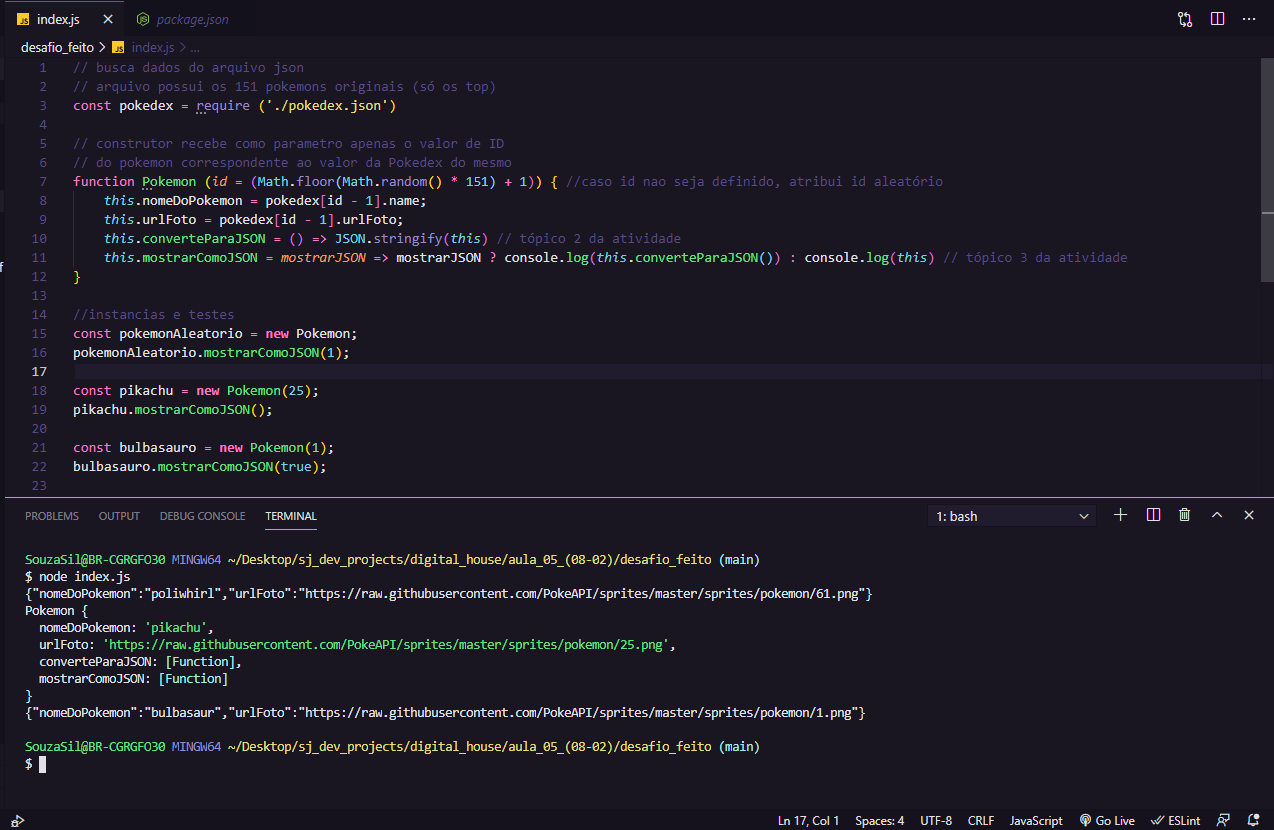 JS index.js
package.json
desafio_feito > JS index.js > ...
1 // busca dados do arquivo json
2 // arquivo possui os 151 pokemons originais (só os top)
3 const pokedex = require ('./pokedex.json')
4
5 // construtor recebe como parametro apenas o valor de ID
6 // do pokemon correspondente ao valor da Pokedex do mesmo
7 function Pokemon (id = (Math.floor(Math.random() * 151) + 1)) { //caso id nao seja definido, atribui id aleatório
8 this.nomeDoPokemon = pokedex[id - 1].name;
9 this.urlFoto = pokedex[id - 1].urlFoto;
10 this.converteParaJSON = () => JSON.stringify(this) // tópico 2 da atividade
11 this.mostrarComoJSON = mostrarJSON => mostrarJSON ? console.log(this.converteParaJSON()) : console.log(this) // tópico 3 da atividade
12 }
13
14 //instancias e testes
15 const pokemonAleatorio = new Pokemon;
16 pokemonAleatorio.mostrarComoJSON(1);
17
18 const pikachu = new Pokemon(25);
19 pikachu.mostrarComoJSON();
20
21 const bulbasauro = new Pokemon(1);
22 bulbasauro.mostrarComoJSON(true);
23
f
PROBLEMS OUTPUT DEBUG CONSOLE TERMINAL 1: bash
SouzaSil@BR-CGRGFO30 MINGW64 ~/Desktop/sj_dev_projects/digital_house/aula_05_(08-02)/desafio_feito (main)
$ node index.js
{"nomeDoPokemon":"poliwhirl","urlFoto":"https://raw.githubusercontent.com/PokeAPI/sprites/master/sprites/pokemon/61.png"}
Pokemon {
nomeDoPokemon: 'pikachu',
urlFoto: 'https://raw.githubusercontent.com/PokeAPI/sprites/master/sprites/pokemon/25.png',
converteParaJSON: [Function],
mostrarComoJSON: [Function]
}
{"nomeDoPokemon":"bulbasaur","urlFoto":"https://raw.githubusercontent.com/PokeAPI/sprites/master/sprites/pokemon/1.png"}
SouzaSil@BR-CGRGFO30 MINGW64 ~/Desktop/sj_dev_projects/digital_house/aula_05_(08-02)/desafio_feito (main)
$
Ln 17, Col 1 Spaces: 4 UTF-8 CRLF JavaScript Go Live ESLint